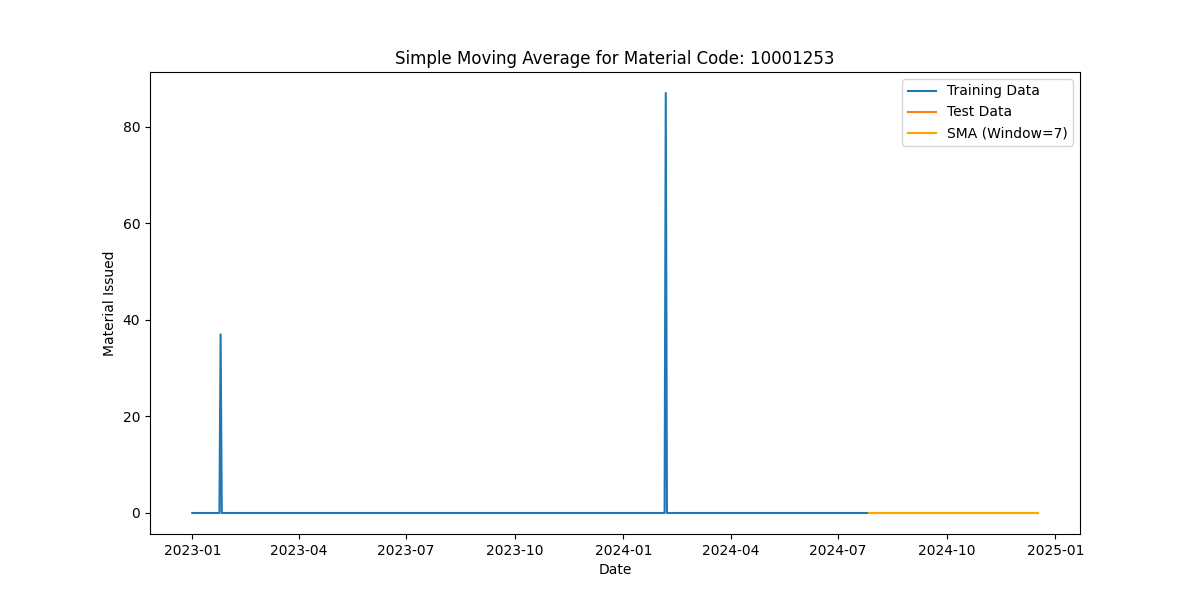 Simple Moving Average for Material Code: 10001253
Training Data
Test Data
SMA (Window=7)
Material Issued
80
60
40
20
0
2023-01 2023-04 2023-07 2023-10 2024-01 2024-04 2024-07 2024-10 2025-01
Date